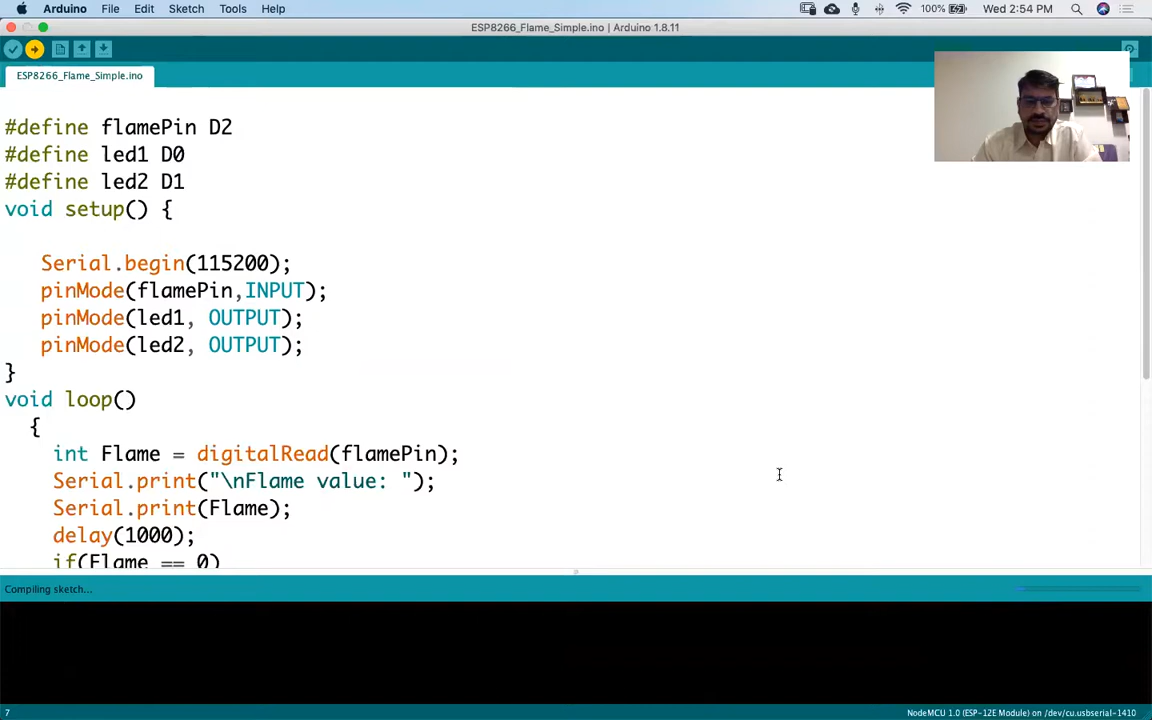 Arduino File Edit Sketch Tools Help 100% Wed 2:54 PM
ESP8266_Flame_Simple.ino | Arduino 1.8.11
ESP8266_Flame_Simple.ino
#define flamePin D2
#define led1 D0
#define led2 D1
void setup() {
Serial.begin(115200);
pinMode(flamePin,INPUT);
pinMode(led1, OUTPUT);
pinMode(led2, OUTPUT);
}
void loop()
{
int Flame = digitalRead(flamePin);
Serial.print("\nFlame value: ");
Serial.print(Flame);
delay(1000);
if(Flame == 0)
Compiling sketch...
7 NodeMCU 1.0 (ESP-12E Module) on /dev/cu.usbserial-1410